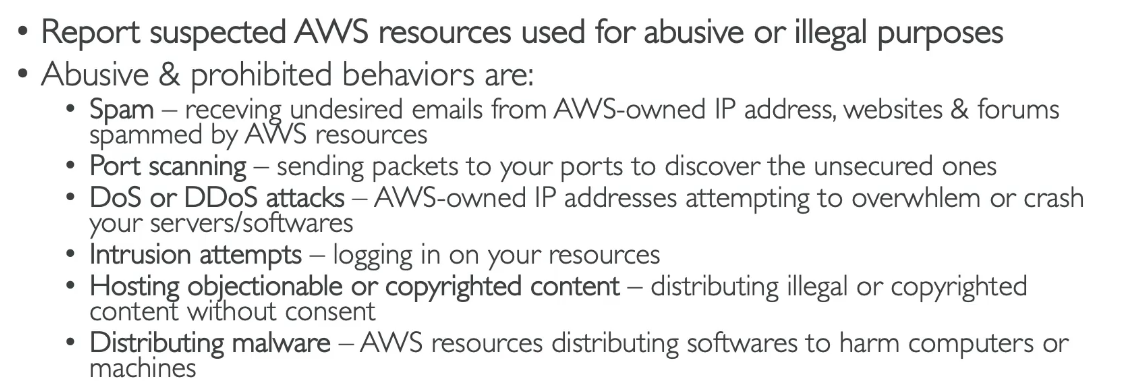 • Report suspected AWS resources used for abusive or illegal purposes
• Abusive & prohibited behaviors are:
• Spam – receving undesired emails from AWS-owned IP address, websites & forums
spammed by AWS resources
• Port scanning – sending packets to your ports to discover the unsecured ones
• DoS or DDoS attacks – AWS-owned IP addresses attempting to overwhlem or crash
your servers/softwares
• Intrusion attempts – logging in on your resources
• Hosting objectionable or copyrighted content – distributing illegal or copyrighted
content without consent
• Distributing malware – AWS resources distributing softwares to harm computers or
machines